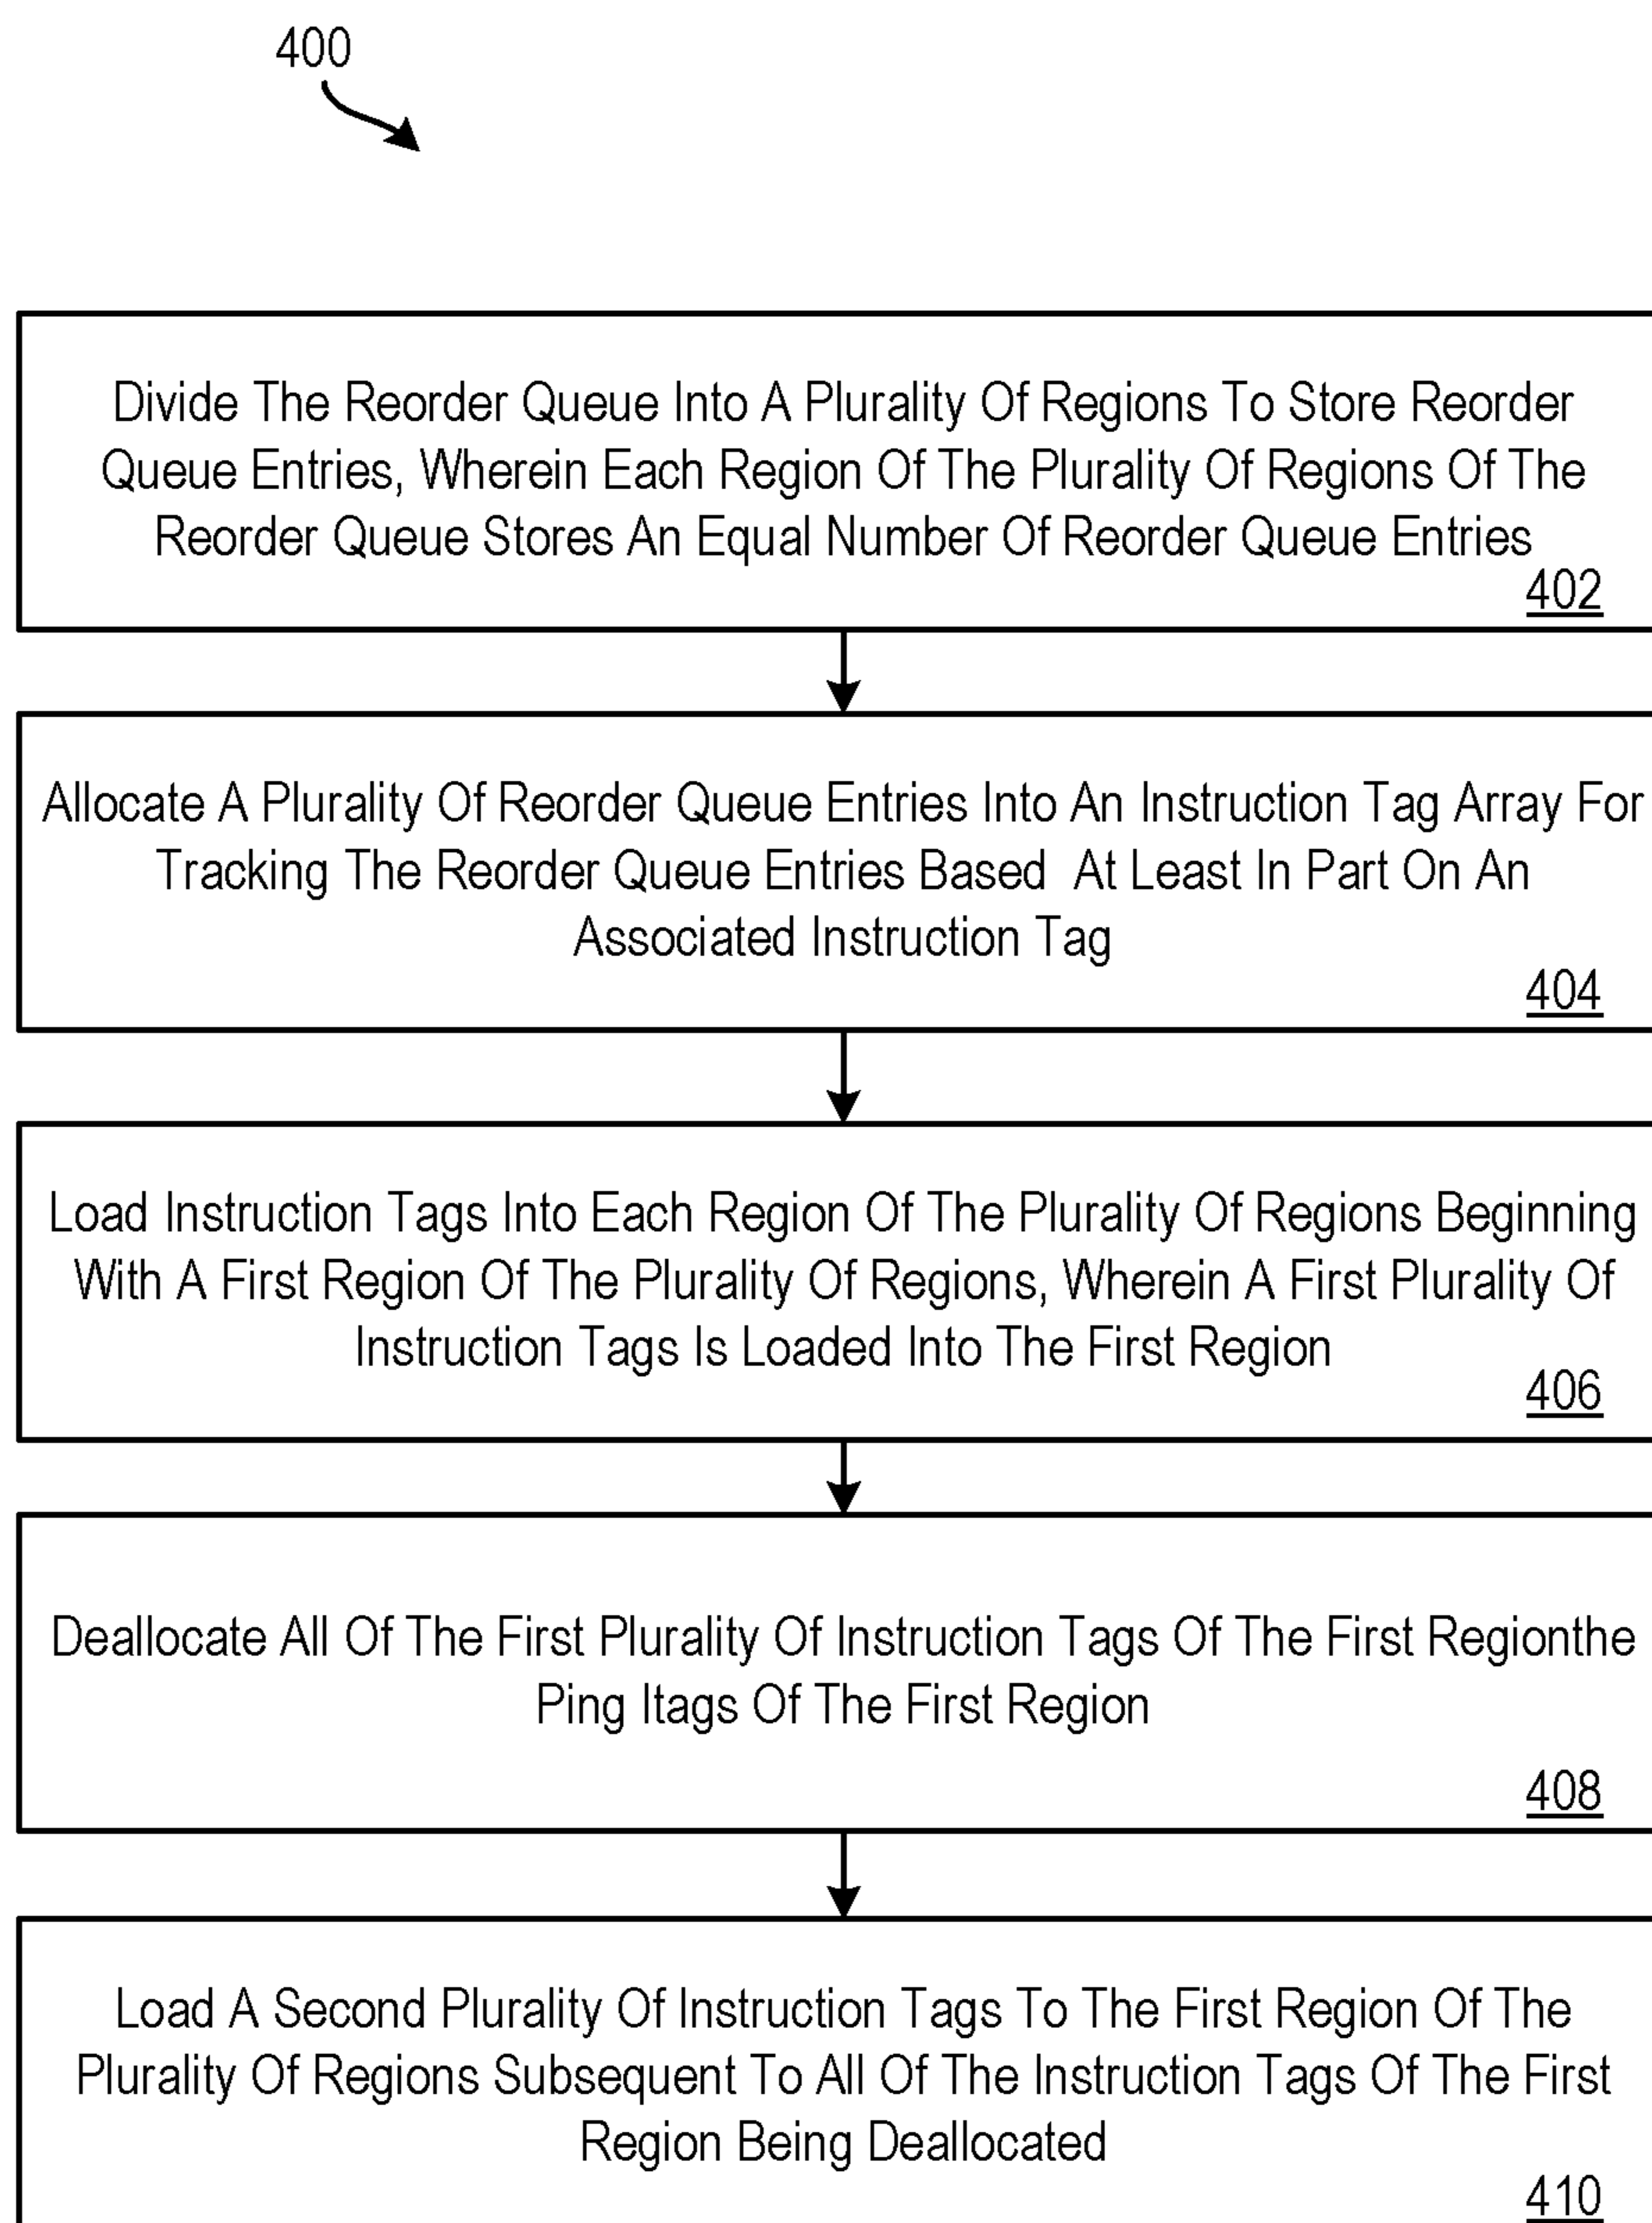 400
Divide The Reorder Queue Into A Plurality Of Regions To Store Reorder
Queue Entries, Wherein Each Region Of The Plurality Of Regions Of The
Reorder Queue Stores An Equal Number Of Reorder Queue Entries
402
Allocate A Plurality Of Reorder Queue Entries Into An Instruction Tag Array For
Tracking The Reorder Queue Entries Based At Least In Part On An
Associated Instruction Tag
404
Load Instruction Tags Into Each Region Of The Plurality Of Regions Beginning
With A First Region Of The Plurality Of Regions, Wherein A First Plurality Of
Instruction Tags Is Loaded Into The First Region
406
Deallocate All Of The First Plurality Of Instruction Tags Of The First Regionthe
Ping Itags Of The First Region
408
Load A Second Plurality Of Instruction Tags To The First Region Of The
Plurality Of Regions Subsequent To All Of The Instruction Tags Of The First
Region Being Deallocated
410